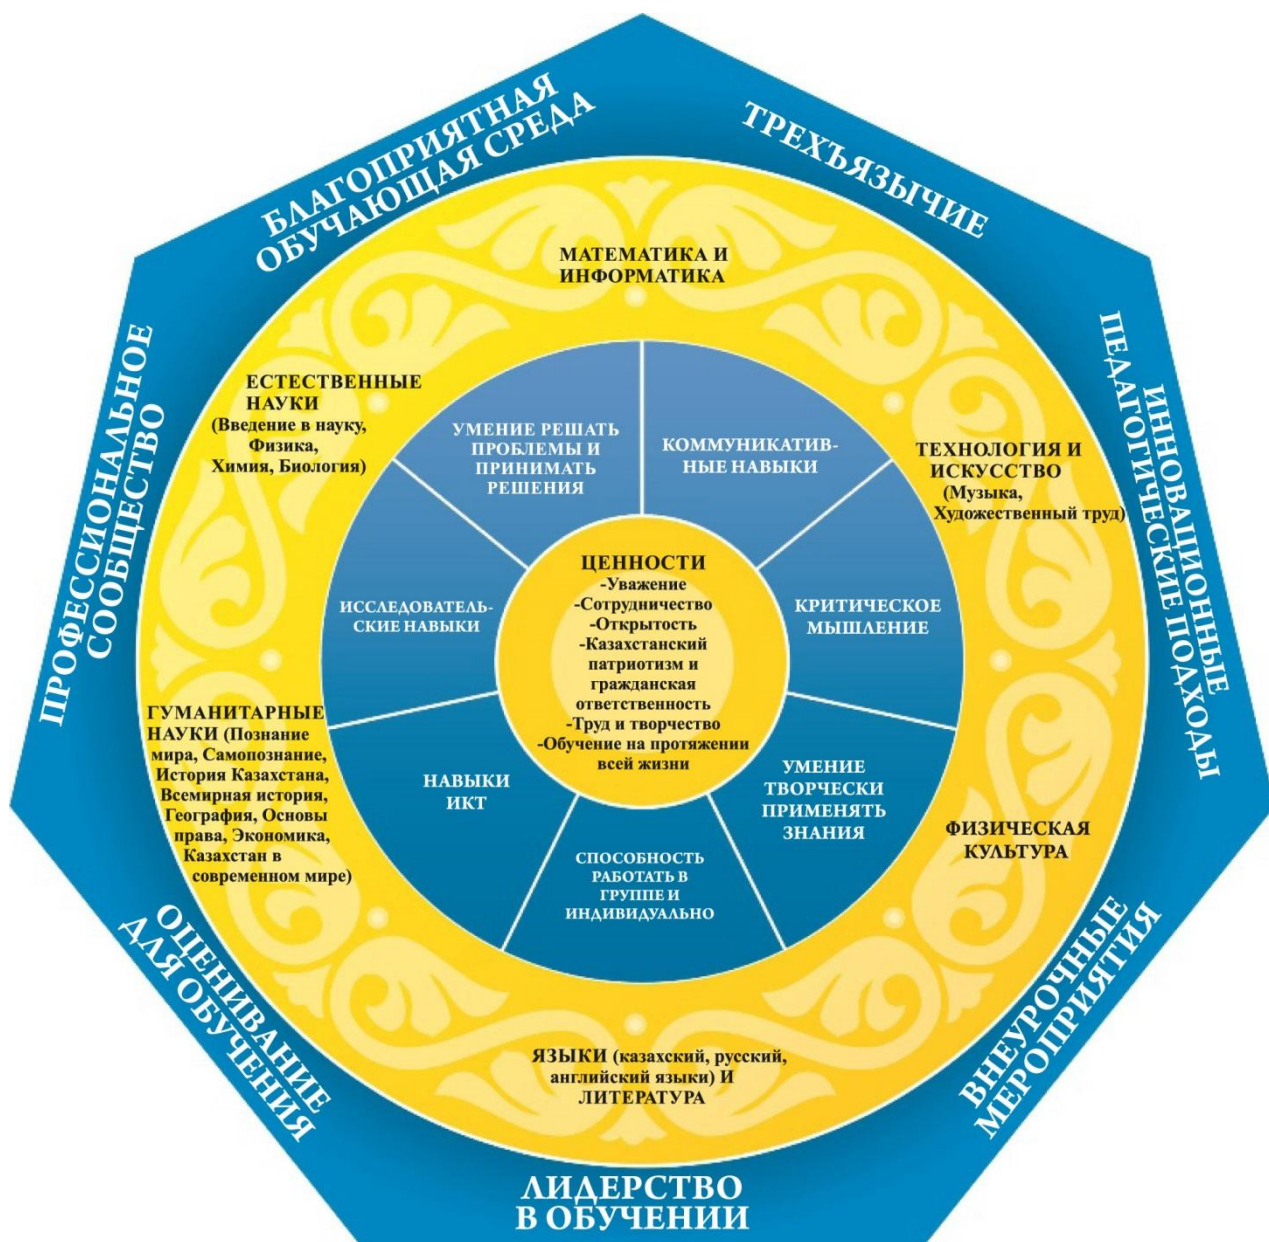 БЛАГОПРИЯТНАЯ
ОБУЧАЮЩАЯ СРЕДА
ТРЕХЪЯЗЫЧИЕ
ИННОВАЦИОННЫЕ
ПЕДАГОГИЧЕСКИЕ ПОДХОДЫ
ВНЕУРОЧНЫЕ
МЕРОПРИЯТИЯ
ЛИДЕРСТВО
В ОБУЧЕНИИ
ОЦЕНИВАНИЕ
ДЛЯ ОБУЧЕНИЯ
ПРОФЕССИОНАЛЬНОЕ
СООБЩЕСТВО
МАТЕМАТИКА И
ИНФОРМАТИКА
ТЕХНОЛОГИЯ И
ИСКУССТВО
(Музыка,
Художественный труд)
ФИЗИЧЕСКАЯ
КУЛЬТУРА
ЯЗЫКИ (казахский, русский,
английский языки) И
ЛИТЕРАТУРА
ГУМАНИТАРНЫЕ
НАУКИ (Познание
мира, Самопознание,
История Казахстана,
Всемирная история,
География, Основы
права, Экономика,
Казахстан в
современном мире)
ЕСТЕСТВЕННЫЕ
НАУКИ
(Введение в науку,
Физика,
Химия, Биология)
УМЕНИЕ РЕШАТЬ
ПРОБЛЕМЫ И
ПРИНИМАТЬ
РЕШЕНИЯ
КОММУНИКАТИВ-
НЫЕ НАВЫКИ
КРИТИЧЕСКОЕ
МЫШЛЕНИЕ
УМЕНИЕ
ТВОРЧЕСКИ
ПРИМЕНЯТЬ
ЗНАНИЯ
СПОСОБНОСТЬ
РАБОТАТЬ В
ГРУППЕ И
ИНДИВИДУАЛЬНО
НАВЫКИ
ИКТ
ИССЛЕДОВАТЕЛЬ-
СКИЕ НАВЫКИ
ЦЕННОСТИ
-Уважение
-Сотрудничество
-Открытость
-Казахстанский
патриотизм и
гражданская
ответственность
-Труд и творчество
-Обучение на протяжении
всей жизни